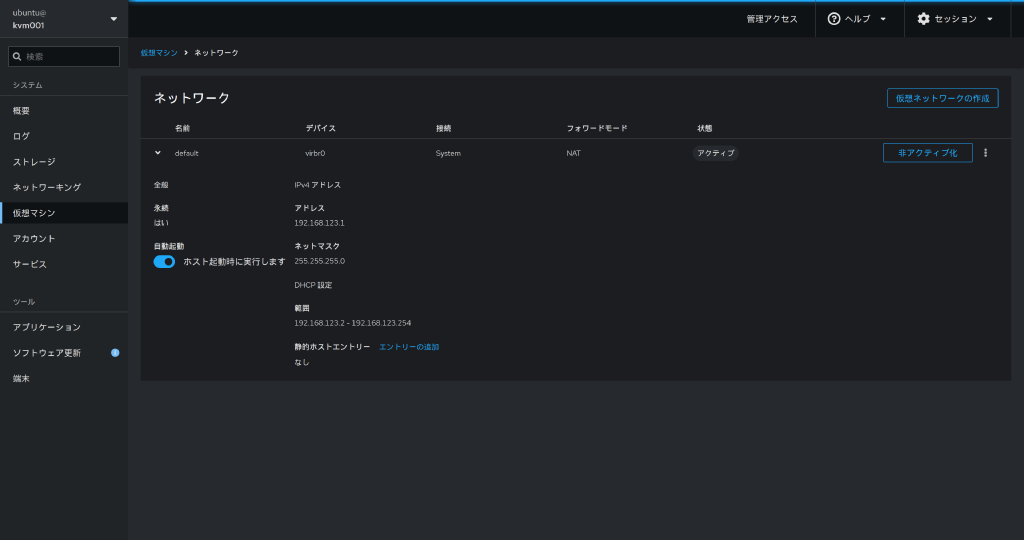 ubuntu@
kvm001
管理アクセス
ヘルプ
セッション
検索
仮想マシン > ネットワーク
システム
概要
ログ
ストレージ
ネットワーキング
仮想マシン
アカウント
サービス
ツール
アプリケーション
ソフトウェア更新
端末
ネットワーク
仮想ネットワークの作成
名前 デバイス 接続 フォワードモード 状態
default virbr0 System NAT アクティブ 非アクティブ化
全般
永続
はい
自動起動
ホスト起動時に実行します
IPv4 アドレス
アドレス
192.168.123.1
ネットマスク
255.255.255.0
DHCP 設定
範囲
192.168.123.2 - 192.168.123.254
静的ホストエントリー エントリーの追加
なし